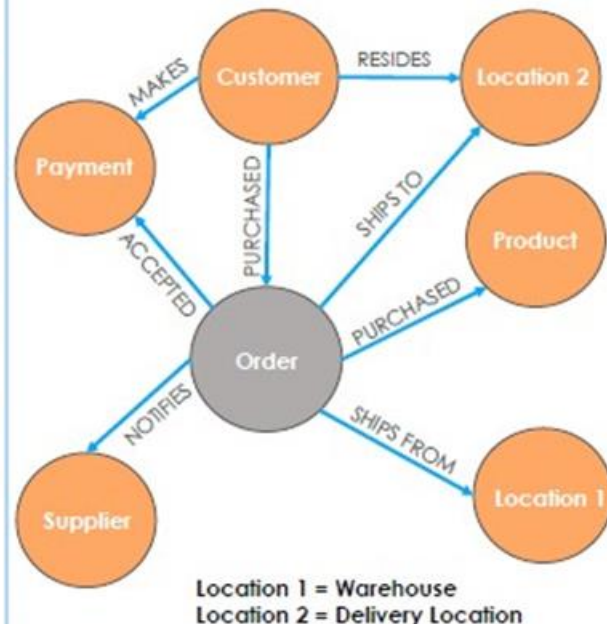 MAKES
Customer
RESIDES
Location 2
Payment
PURCHASED
SHIPS TO
Product
ACCEPTED
PURCHASED
Order
NOTIFIES
SHIPS FROM
Supplier
Location 1
Location 1 = Warehouse
Location 2 = Delivery Location